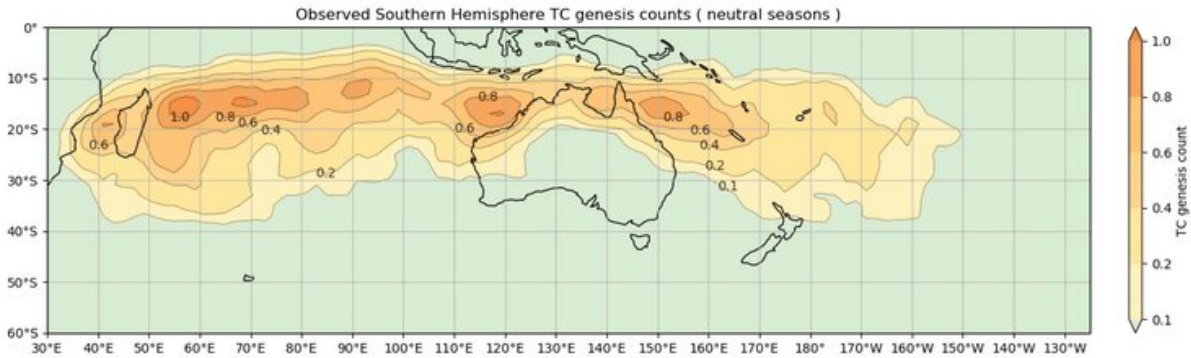 Observed Southern Hemisphere TC genesis counts ( neutral seasons )
0°
10°S
20°S
30°S
40°S
50°S
60°S
1.0
0.8
0.6
0.4
0.6
0.2
0.6
0.8
0.8
0.6
0.4
0.2
0.1
30°E 40°E 50°E 60°E 70°E 80°E 90°E 100°E 110°E 120°E 130°E 140°E 150°E 160°E 170°E 180° 170°W 160°W 150°W 140°W 130°W
1.0
0.8
0.6
0.4
0.2
0.1
TC genesis count